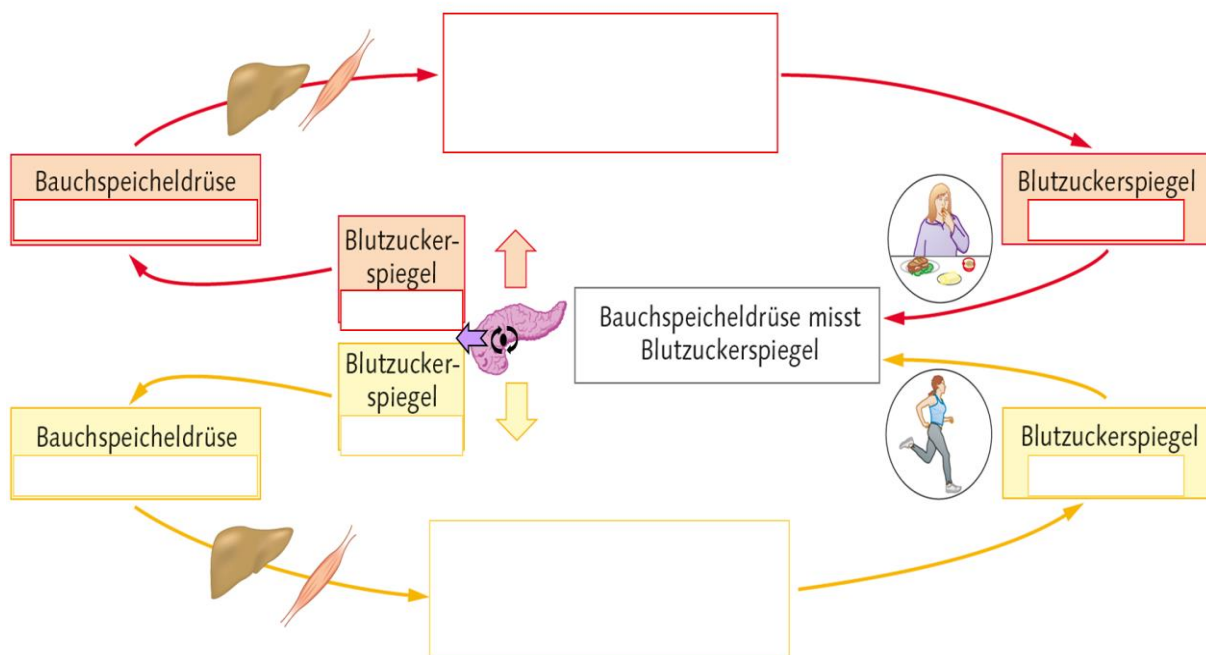 Bauchspeicheldrüse
Blutzuckerspiegel
Blutzucker-
spiegel
Bauchspeicheldrüse misst
Blutzuckerspiegel
Blutzucker-
spiegel
Bauchspeicheldrüse
Blutzuckerspiegel